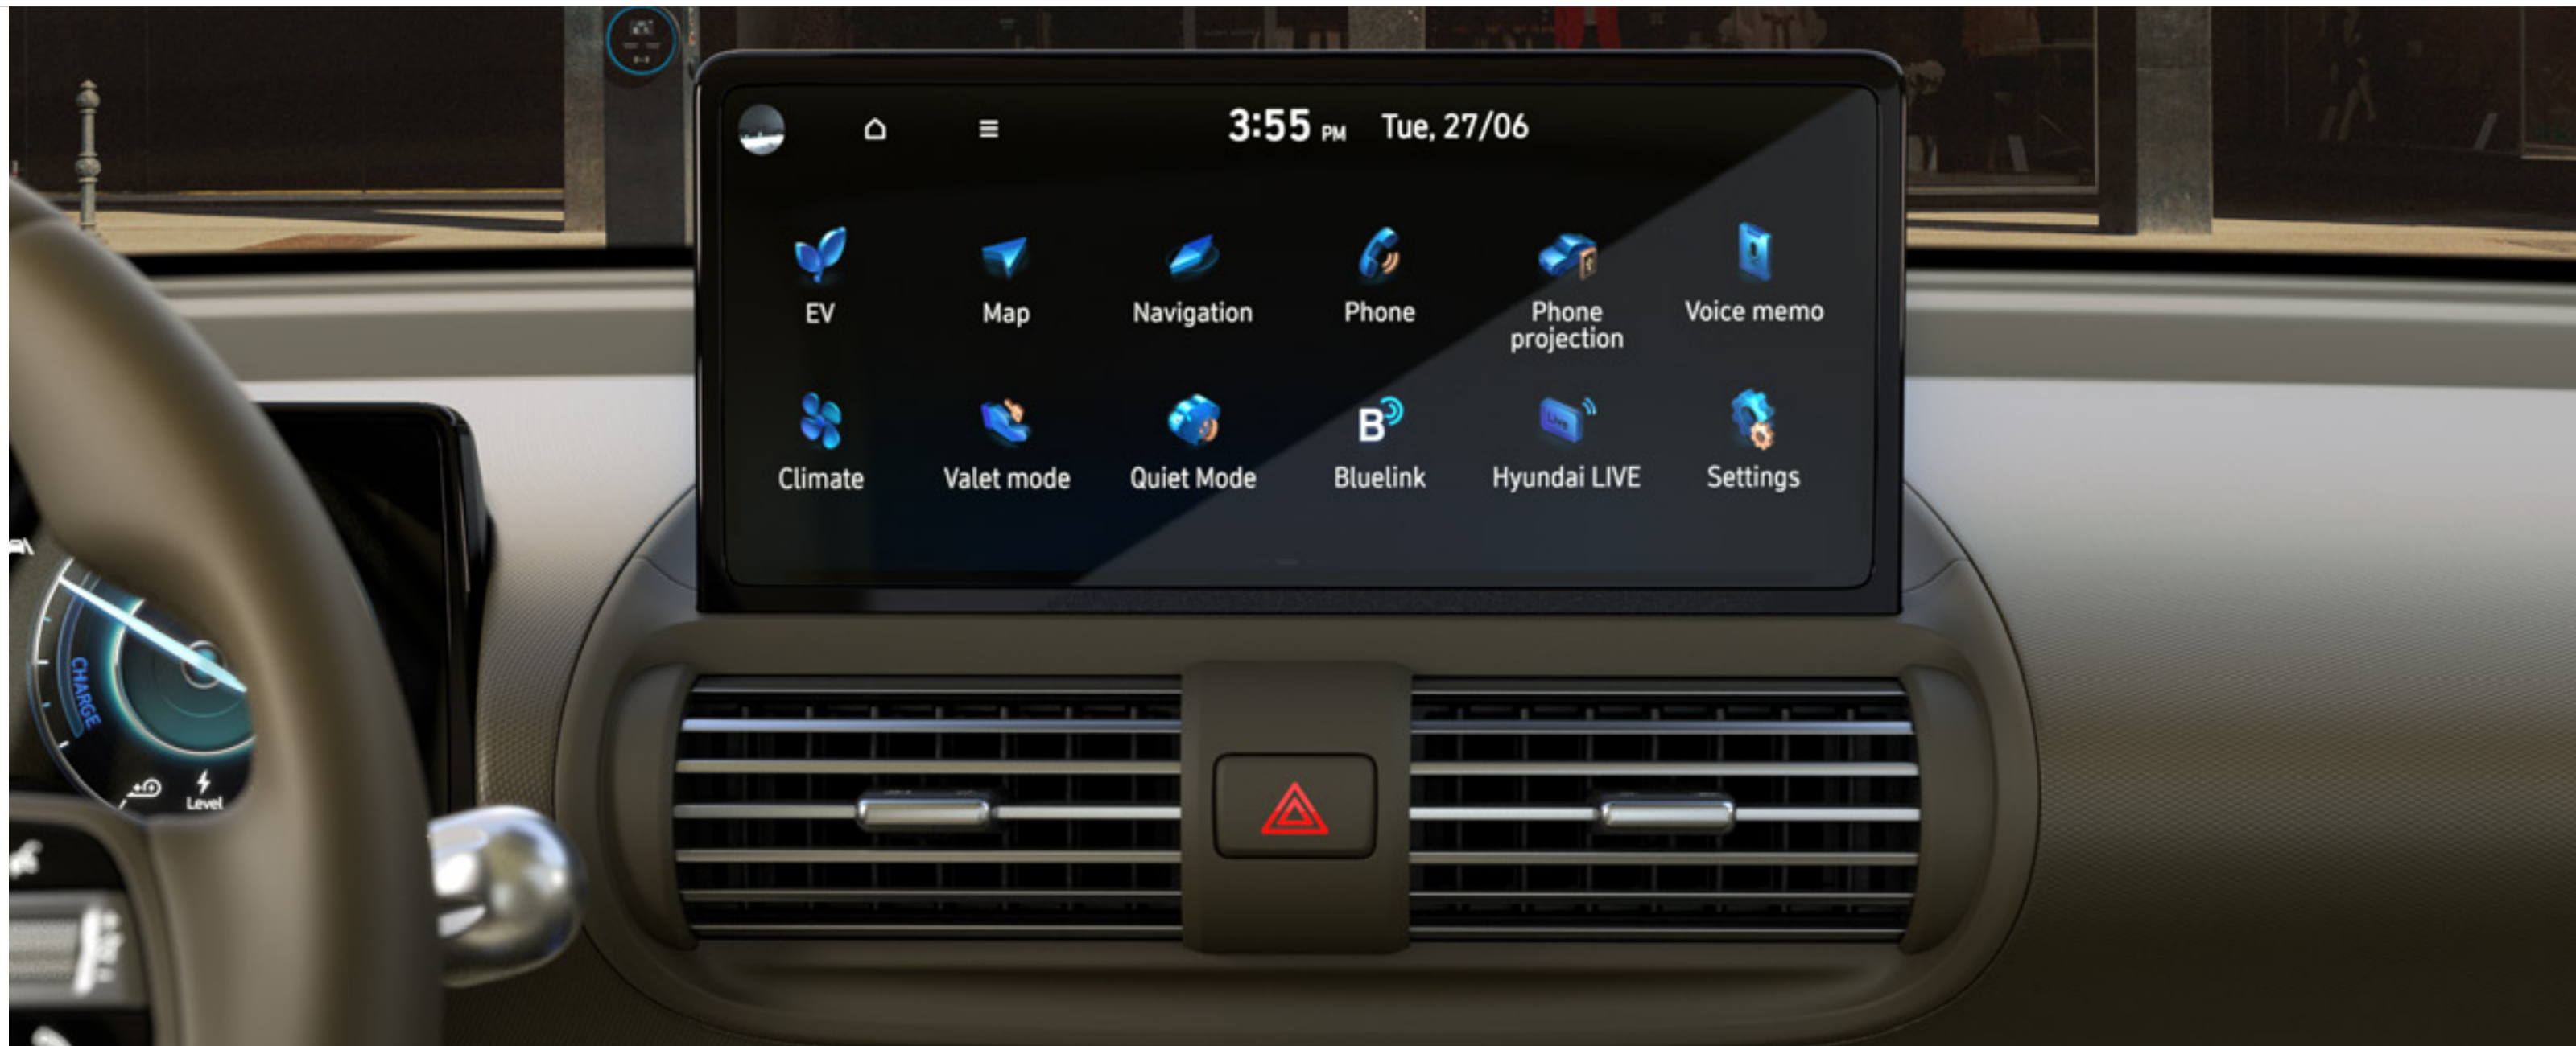 3:55 PM Tue, 27/06
EV
Map
Navigation
Phone
Phone
projection
Voice memo
Climate
Valet mode
Quiet Mode
Bluelink
Hyundai LIVE
Settings
CHARGE
Level